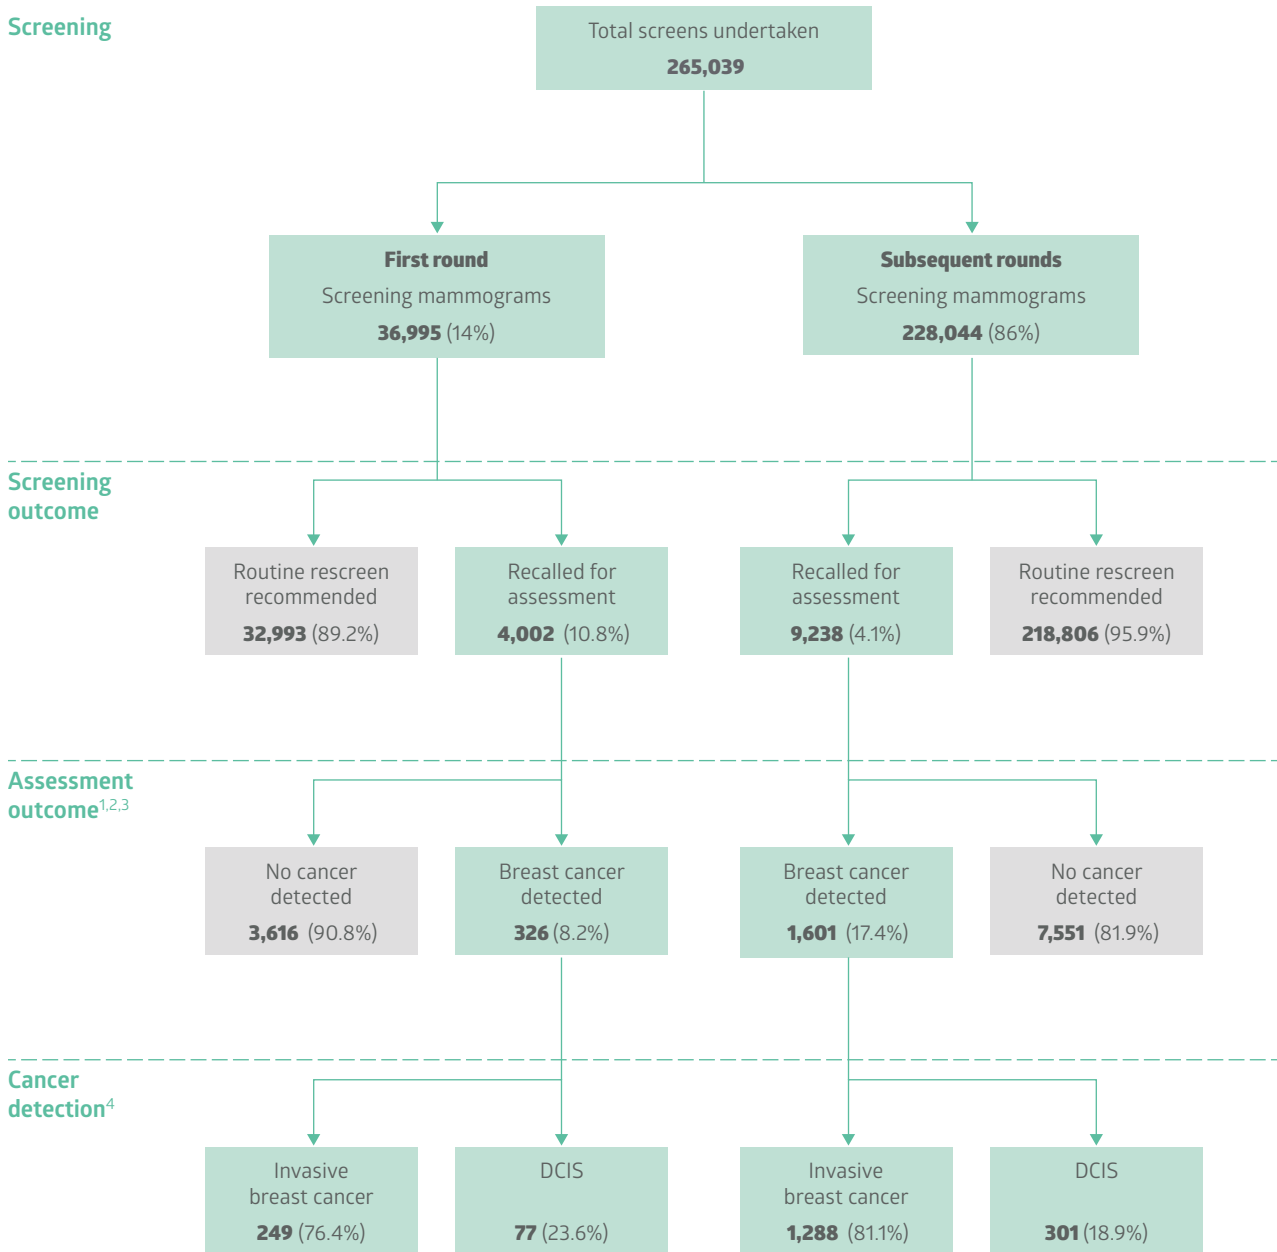 Screening
Total screens undertaken
265,039
First round
Screening mammograms
36,995 (14%)
Subsequent rounds
Screening mammograms
228,044 (86%)
Screening
outcome
Routine rescreen
recommended
32,993 (89.2%)
Recalled for
assessment
4,002 (10.8%)
Recalled for
assessment
9,238 (4.1%)
Routine rescreen
recommended
218,806 (95.9%)
Assessment
outcome1,2,3
No cancer
detected
3,616 (90.8%)
Breast cancer
detected
326 (8.2%)
Breast cancer
detected
1,601 (17.4%)
No cancer
detected
7,551 (81.9%)
Cancer
detection4
Invasive
breast cancer
249 (76.4%)
DCIS
77 (23.6%)
Invasive
breast cancer
1,288 (81.1%)
DCIS
301 (18.9%)